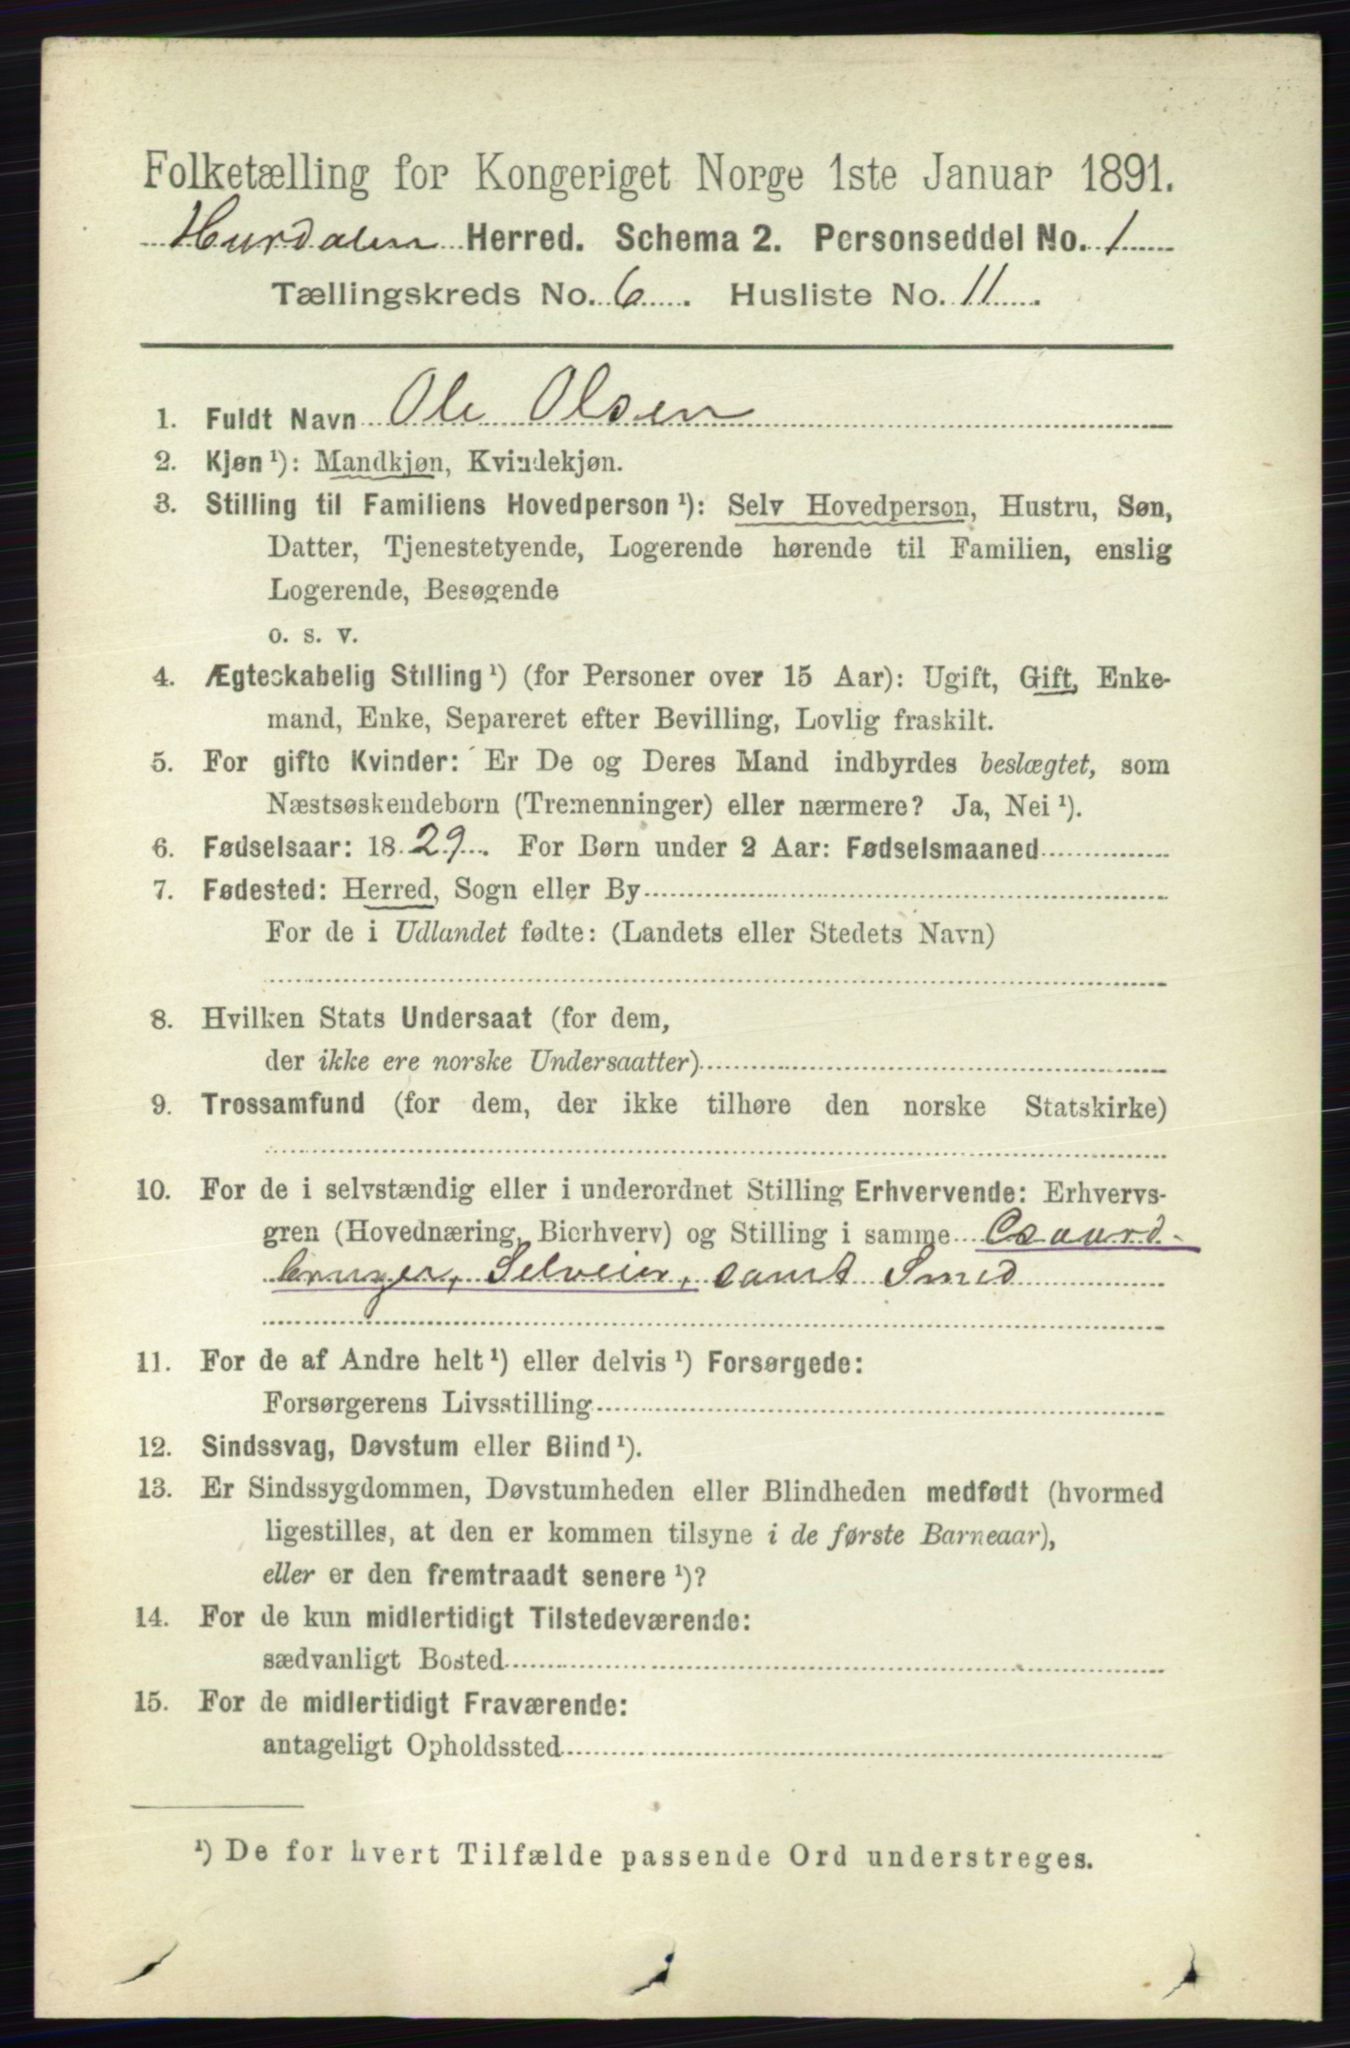 Folketælling for Kongeriget Norge 1ste Januar 1891.
Hurdalen Herred. Schema 2. Personseddel No. 1
Tællingskreds No. 6. Husliste No. 11.
1. Fuldt Navn Ole Olsen
2. Kjøn ¹): Mandkjøn, Kvindekjøn.
3. Stilling til Familiens Hovedperson ¹): Selv Hovedperson, Hustru, Søn,
Datter, Tjenestetyende, Logerende hørende til Familien, enslig
Logerende, Besøgende
o. s. v.
4. Ægteskabelig Stilling ¹) (for Personer over 15 Aar): Ugift, Gift, Enke-
mand, Enke, Separeret efter Bevilling, Lovlig fraskilt.
5. For gifte Kvinder: Er De og Deres Mand indbyrdes beslægtet, som
Næstsøskendebørn (Tremenninger) eller nærmere? Ja, Nei ¹).
6. Fødselsaar: 1829. For Børn under 2 Aar: Fødselsmaaned
7. Fødested: Herred, Sogn eller By
For de i Udlandet fødte: (Landets eller Stedets Navn)
8. Hvilken Stats Undersaat (for dem,
der ikke ere norske Undersaatter)
9. Trossamfund (for dem, der ikke tilhøre den norske Statskirke)
10. For de i selvstændig eller i underordnet Stilling Erhvervende: Erhvervs-
gren (Hovednæring, Bierhverv) og Stilling i samme Gaard-
bruger, Selveier, samt Smed
11. For de af Andre helt ¹) eller delvis ¹) Forsørgede:
Forsørgerens Livsstilling
12. Sindssvag, Døvstum eller Blind ¹).
13. Er Sindssygdommen, Døvstumheden eller Blindheden medfødt (hvormed
ligestilles, at den er kommen tilsyne i de første Barneaar),
eller er den fremtraadt senere ¹)?
14. For de kun midlertidigt Tilstedeværende:
sædvanligt Bosted
15. For de midlertidigt Fraværende:
antageligt Opholdssted
¹) De for hvert Tilfælde passende Ord understreges.